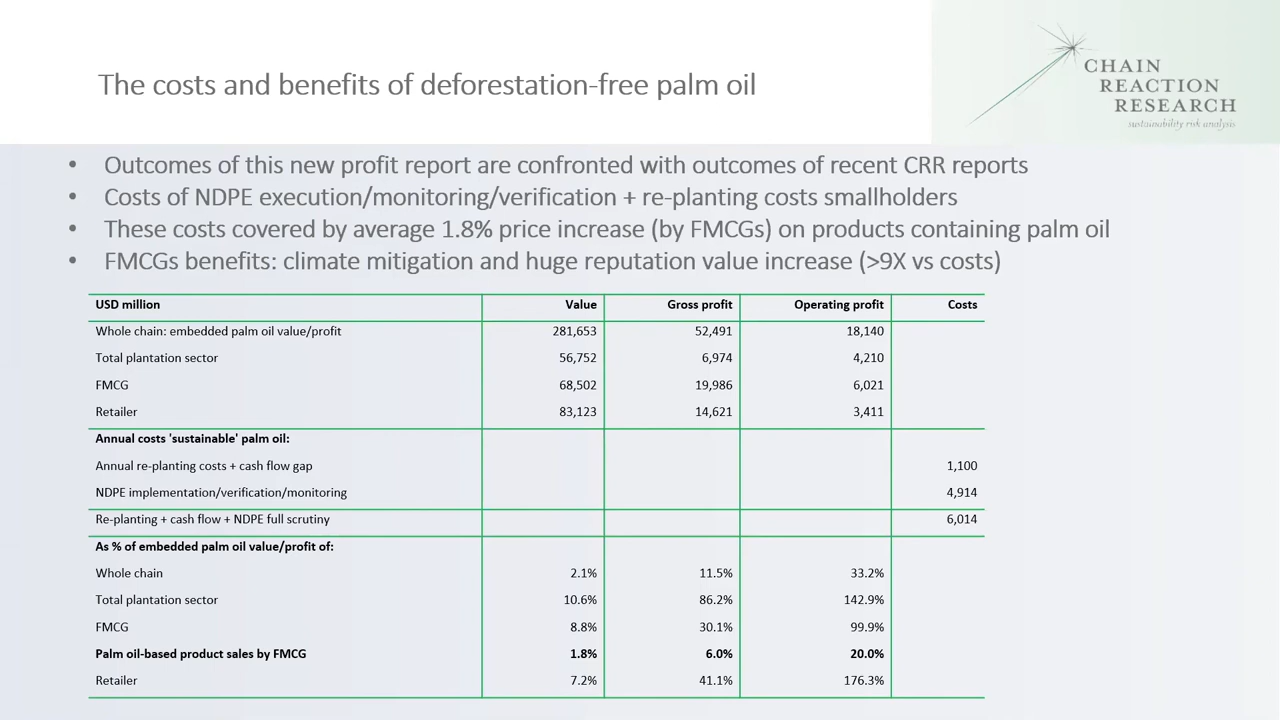 The costs and benefits of deforestation-free palm oil
CHAIN
REACTION
RESEARCH
sustainability risk analysis
• Outcomes of this new profit report are confronted with outcomes of recent CRR reports
• Costs of NDPE execution/monitoring/verification + re-planting costs smallholders
• These costs covered by average 1.8% price increase (by FMCGs) on products containing palm oil
• FMCGs benefits: climate mitigation and huge reputation value increase (>9X vs costs)
USD million Value Gross profit Operating profit Costs
Whole chain: embedded palm oil value/profit 281,653 52,491 18,140
Total plantation sector 56,752 6,974 4,210
FMCG 68,502 19,986 6,021
Retailer 83,123 14,621 3,411
Annual costs 'sustainable' palm oil:
Annual re-planting costs + cash flow gap 1,100
NDPE implementation/verification/monitoring 4,914
Re-planting + cash flow + NDPE full scrutiny 6,014
As % of embedded palm oil value/profit of:
Whole chain 2.1% 11.5% 33.2%
Total plantation sector 10.6% 86.2% 142.9%
FMCG 8.8% 30.1% 99.9%
Palm oil-based product sales by FMCG 1.8% 6.0% 20.0%
Retailer 7.2% 41.1% 176.3%